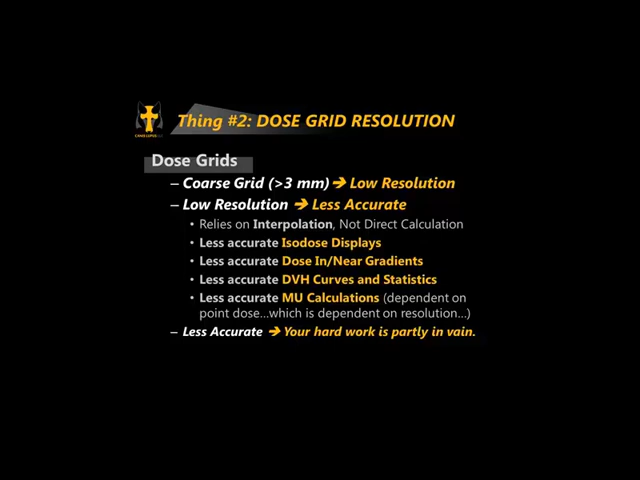 Thing #2: DOSE GRID RESOLUTION
CANIS LUPUS LLC
Dose Grids
– Coarse Grid (>3 mm)➔ Low Resolution
– Low Resolution ➔ Less Accurate
• Relies on Interpolation, Not Direct Calculation
• Less accurate Isodose Displays
• Less accurate Dose In/Near Gradients
• Less accurate DVH Curves and Statistics
• Less accurate MU Calculations (dependent on
point dose...which is dependent on resolution...)
– Less Accurate ➔ Your hard work is partly in vain.